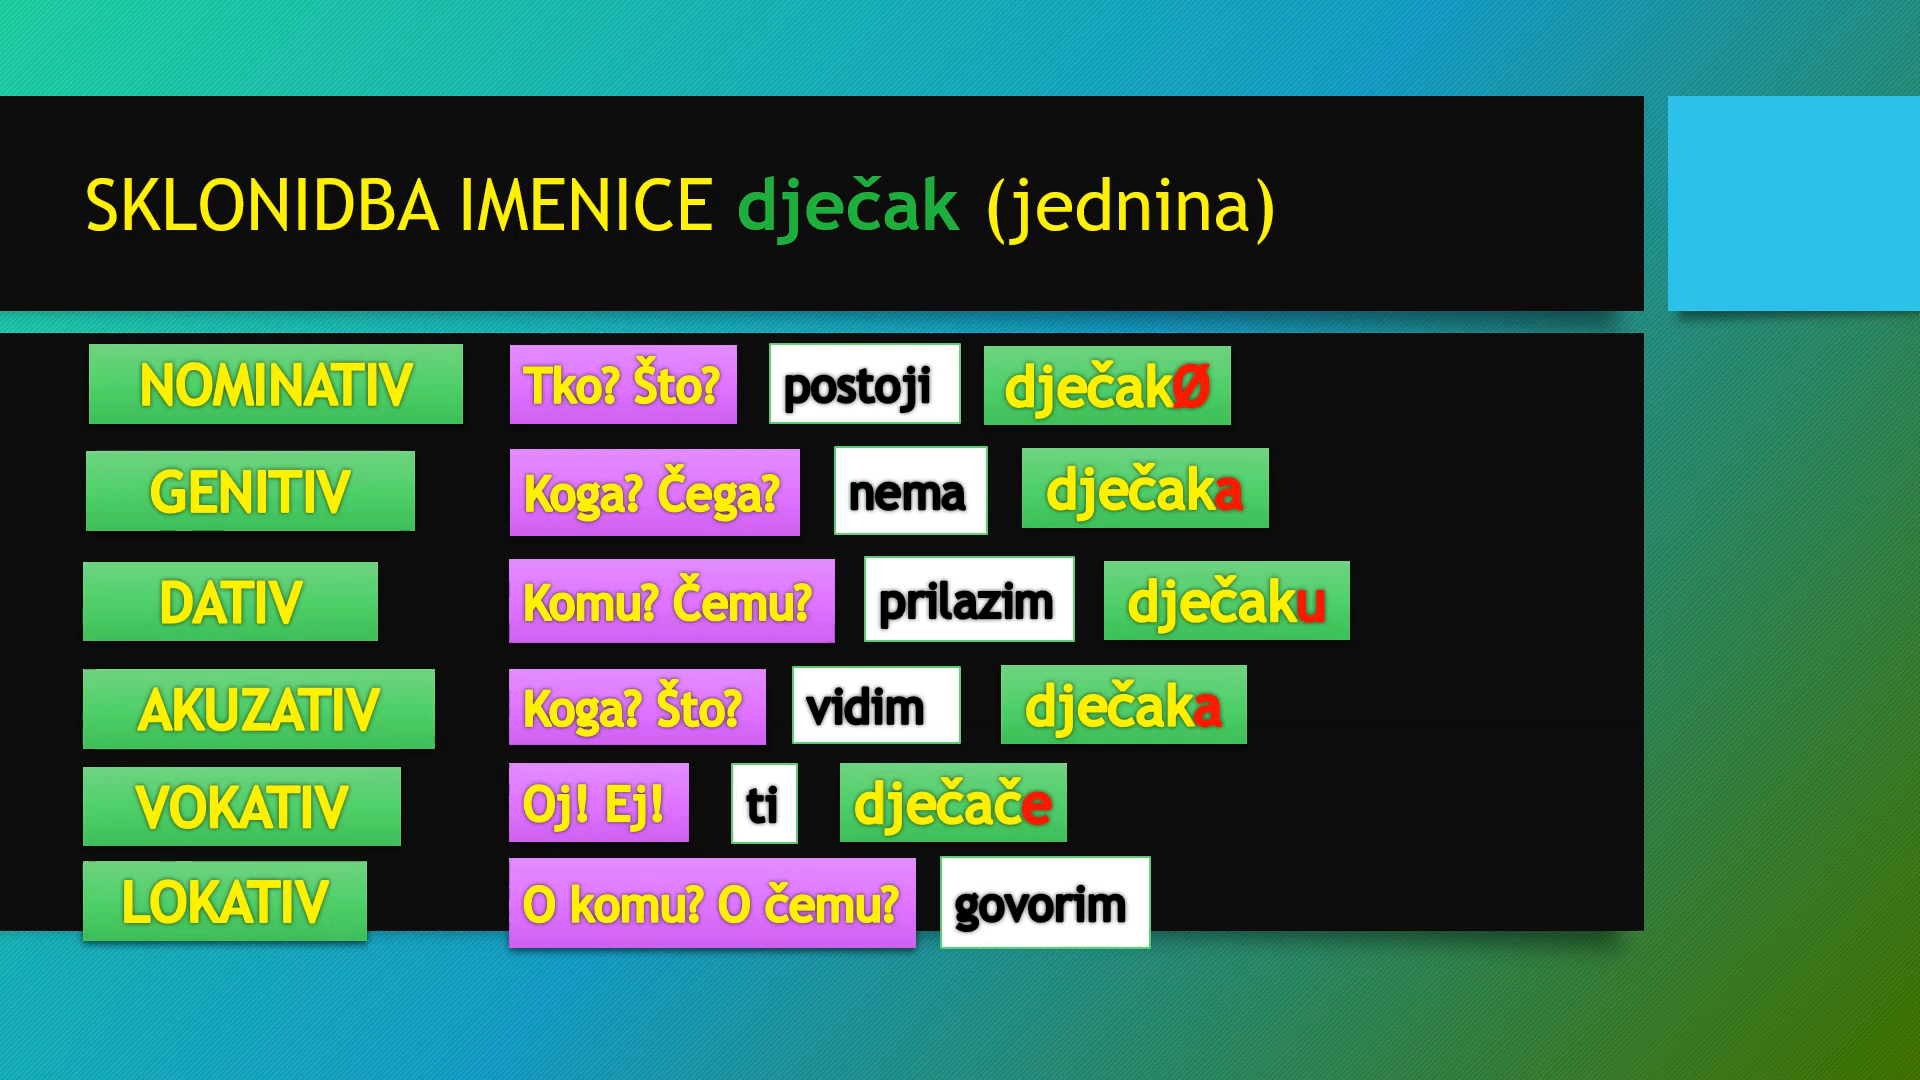 SKLONIDBA IMENICE dječak (jednina)
NOMINATIV Tko? Što? postoji dječakØ
GENITIV Koga? Čega? nema dječaka
DATIV Komu? Čemu? prilazim dječaku
AKUZATIV Koga? Što? vidim dječaka
VOKATIV Oj! Ej! ti dječače
LOKATIV O komu? O čemu? govorim